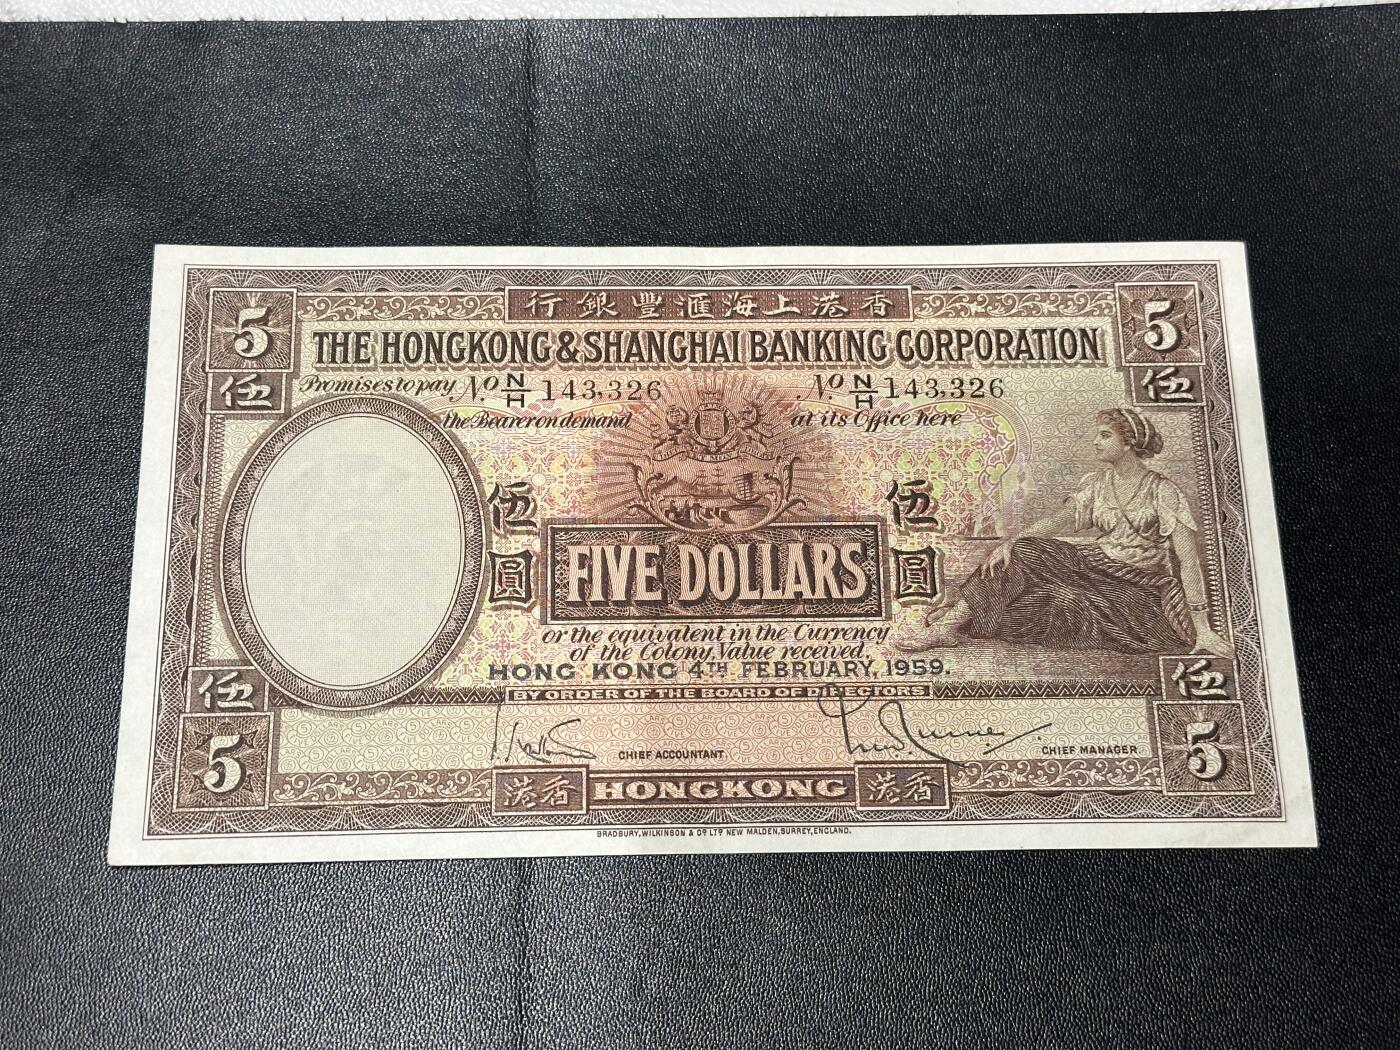 5 行銀豐滙海上港香 5
THE HONGKONG & SHANGHAI BANKING CORPORATION
伍 Promises to pay No. N/H 143,326 No. N/H 143,326 伍
the Bearer on demand at its Office here
伍圓 伍圓
FIVE DOLLARS
or the equivalent in the Currency
of the Colony, Value received.
HONG KONG 4TH FEBRUARY, 1959.
伍 BY ORDER OF THE BOARD OF DIRECTORS 伍
5 CHIEF ACCOUNTANT. CHIEF MANAGER. 5
港香 HONGKONG 港香
BRADBURY, WILKINSON & Co LTD NEW MALDEN, SURREY, ENGLAND.